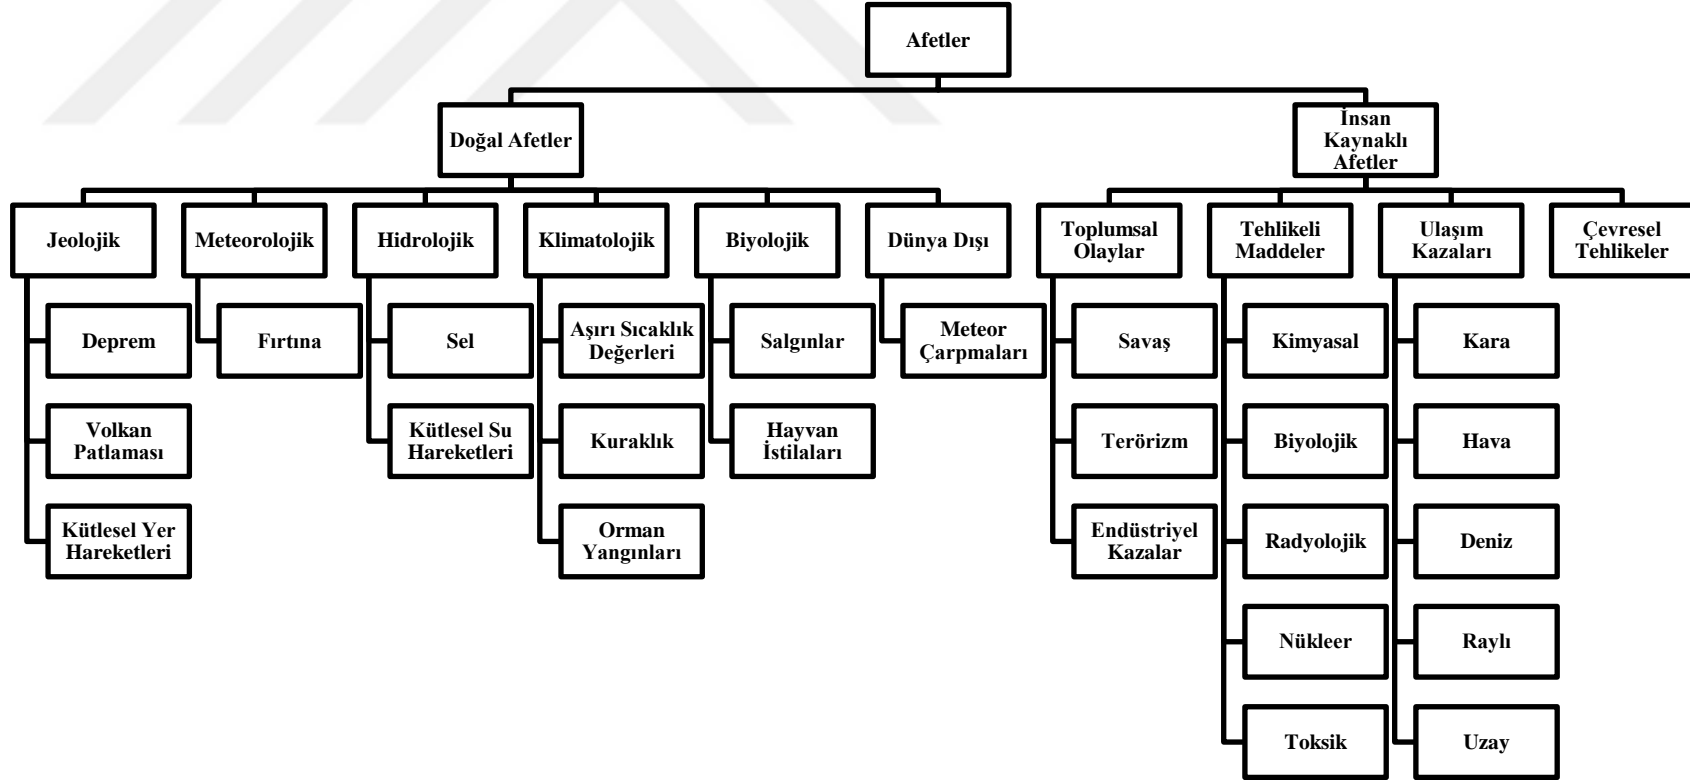 Afetler
Doğal Afetler
İnsan
Kaynaklı
Afetler
Jeolojik
Meteorolojik
Hidrolojik
Klimatolojik
Biyolojik
Dünya Dışı
Toplumsal
Olaylar
Tehlikeli
Maddeler
Ulaşım
Kazaları
Çevresel
Tehlikeler
Deprem
Fırtına
Sel
Aşırı Sıcaklık
Değerleri
Salgınlar
Meteor
Çarpmaları
Savaş
Kimyasal
Kara
Volkan
Patlaması
Kütlesel Su
Hareketleri
Kuraklık
Hayvan
İstilaları
Terörizm
Biyolojik
Hava
Kütlesel Yer
Hareketleri
Orman
Yangınları
Endüstriyel
Kazalar
Radyolojik
Deniz
Nükleer
Raylı
Toksik
Uzay